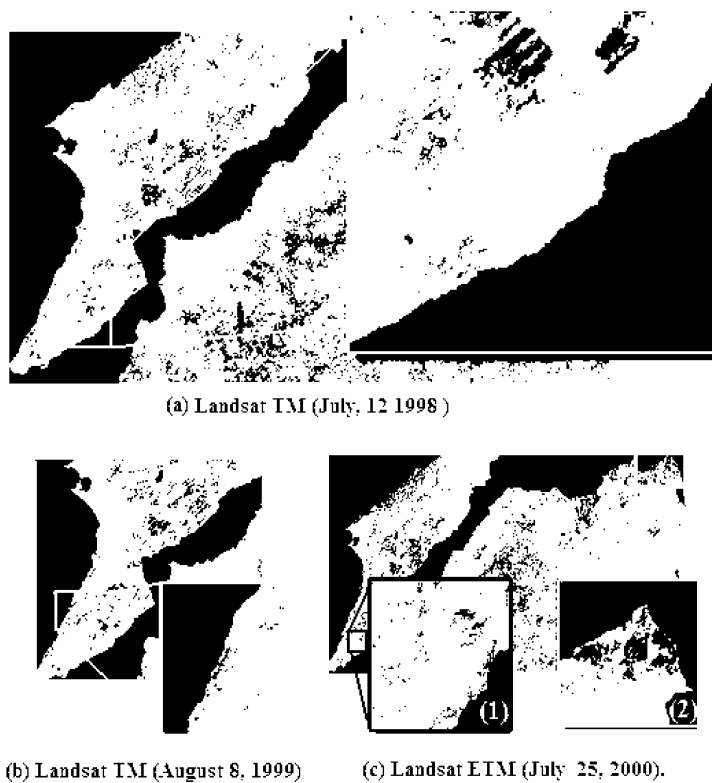 (a) Landsat TM (July, 12 1998 )
(1)
(2)
(b) Landsat TM (August 8, 1999)
(c) Landsat ETM (July 25, 2000).